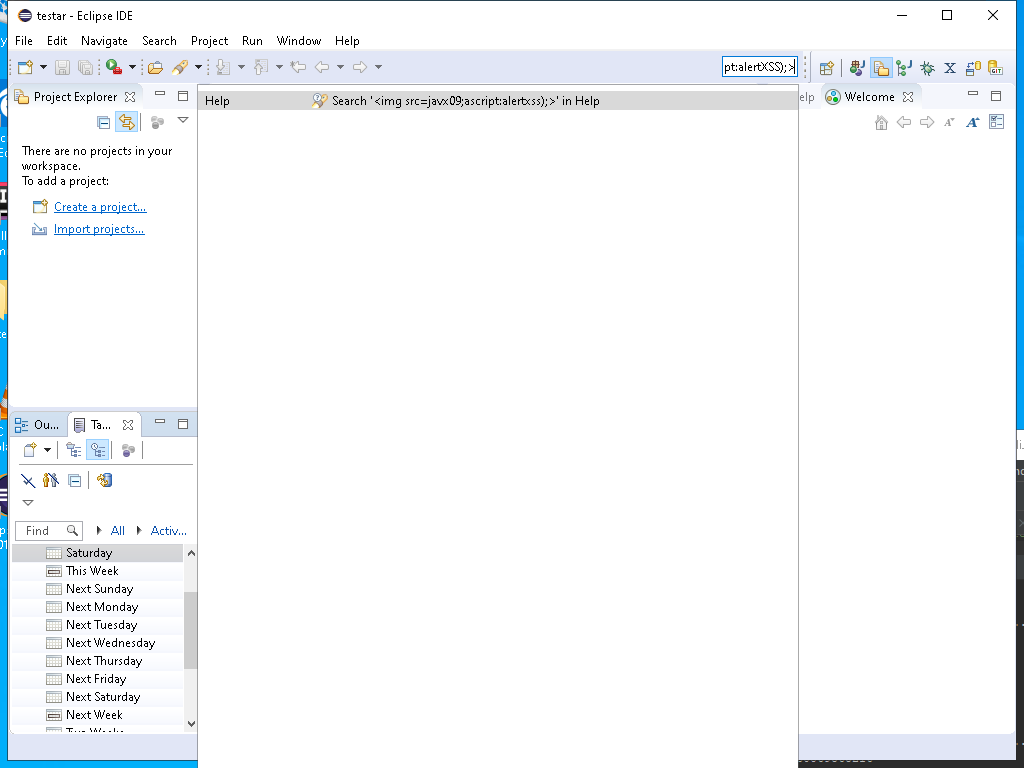 testar - Eclipse IDE
File Edit Navigate Search Project Run Window Help
pt:alertXSS);>
Project Explorer
Help Search '<img src=javx09;ascript:alertxss);>' in Help
elp
Welcome
There are no projects in your
workspace.
To add a project:
Create a project...
Import projects...
Ou... Ta...
Find All Activ...
Saturday
This Week
Next Sunday
Next Monday
Next Tuesday
Next Wednesday
Next Thursday
Next Friday
Next Saturday
Next Week